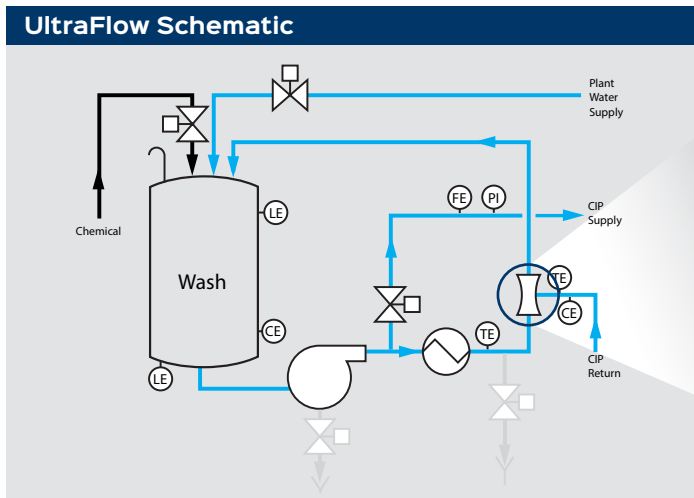 UltraFlow Schematic
Plant
Water
Supply
Chemical
LE
FE
PI
CIP
Supply
Wash
TE
CE
CE
TE
LE
CIP
Return